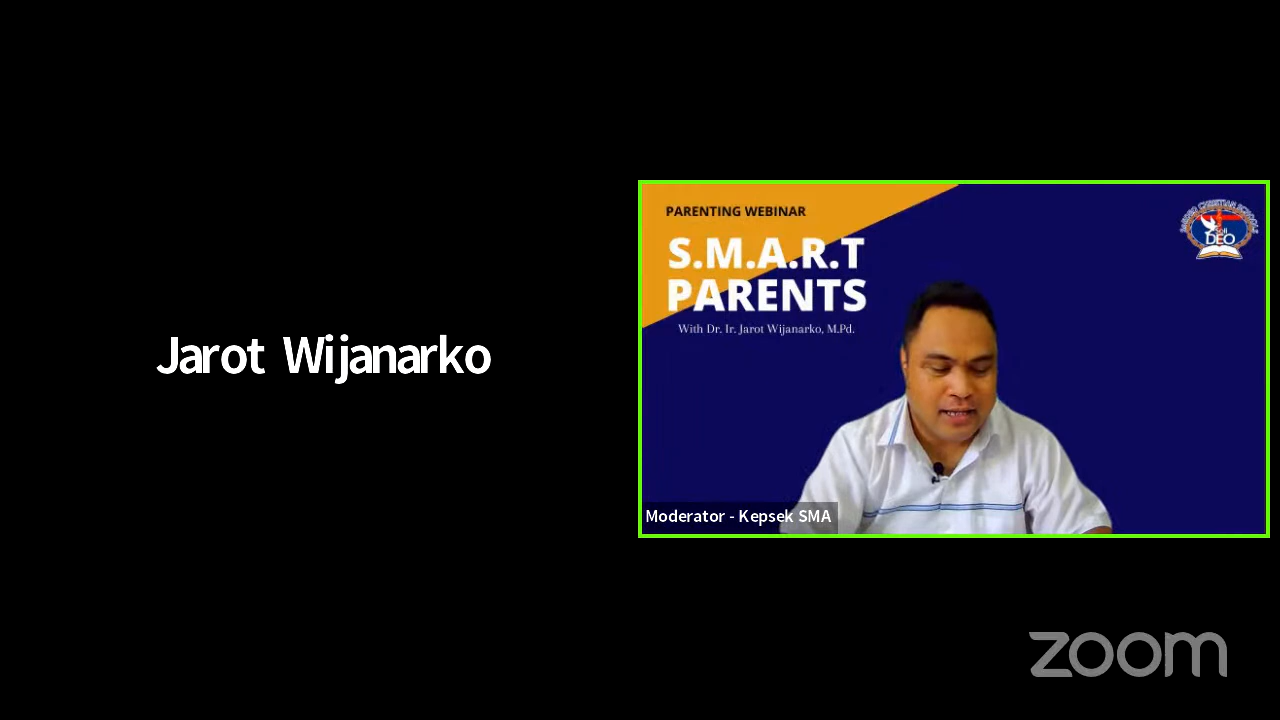 Jarot Wijanarko
PARENTING WEBINAR
S.M.A.R.T
PARENTS
With Dr. Ir. Jarot Wijanarko, M.Pd.
DEO
Moderator - Kepsek SMA
zoom